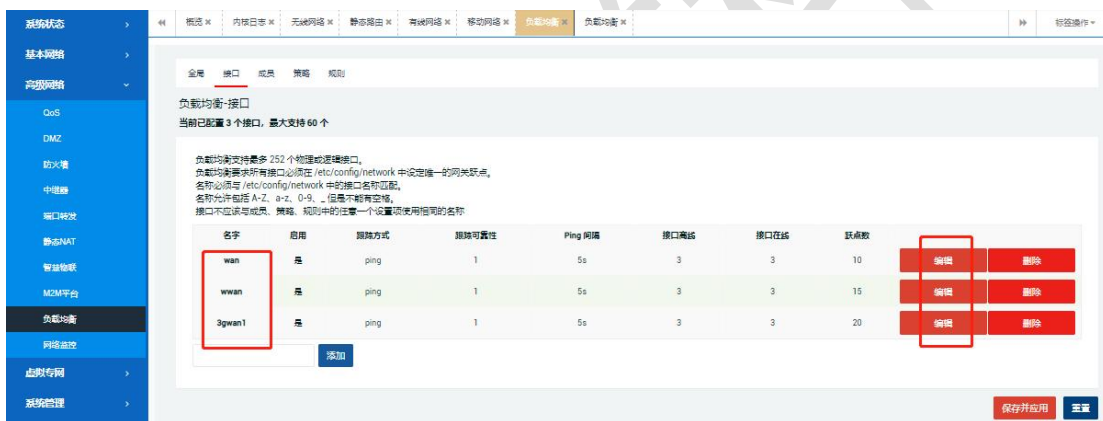 系统状态
基本网络
高级网络
QoS
DMZ
防火墙
中继器
端口转发
静态NAT
智慧物联
M2M平台
负载均衡
网络监控
虚拟专网
系统管理
概览 × 内核日志 × 无线网络 × 静态路由 × 有线网络 × 移动网络 × 负载均衡 × 负载均衡 × 标签操作
全局 接口 成员 策略 规则
负载均衡-接口
当前已配置 3 个接口，最大支持 60 个
负载均衡支持最多 252 个物理或逻辑接口。
负载均衡要求所有接口必须在 /etc/config/network 中设定唯一的网关跃点。
名称必须与 /etc/config/network 中的接口名称匹配。
名称允许包括 A-Z、a-z、0-9、_ 但是不能有空格。
接口不应该与成员、策略、规则中的任意一个设置项使用相同的名称
名字 启用 跟踪方式 跟踪可靠性 Ping 间隔 接口离线 接口在线 跃点数
wan 是 ping 1 5s 3 3 10 编辑 删除
wwan 是 ping 1 5s 3 3 15 编辑 删除
3gwan1 是 ping 1 5s 3 3 20 编辑 删除
添加
保存并应用 重置